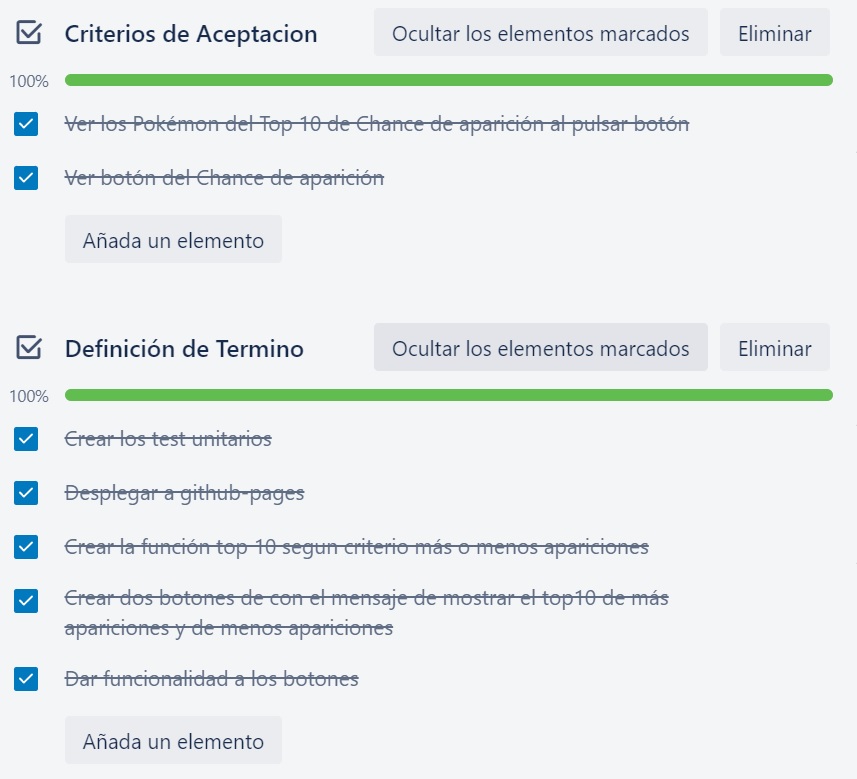 Criterios de Aceptacion
Ocultar los elementos marcados
Eliminar
100%
Ver los Pokémon del Top 10 de Chance de aparición al pulsar botón
Ver botón del Chance de aparición
Añada un elemento
Definición de Termino
Ocultar los elementos marcados
Eliminar
100%
Crear los test unitarios
Desplegar a github-pages
Crear la función top 10 segun criterio más o menos apariciones
Crear dos botones de con el mensaje de mostrar el top10 de más
apariciones y de menos apariciones
Dar funcionalidad a los botones
Añada un elemento